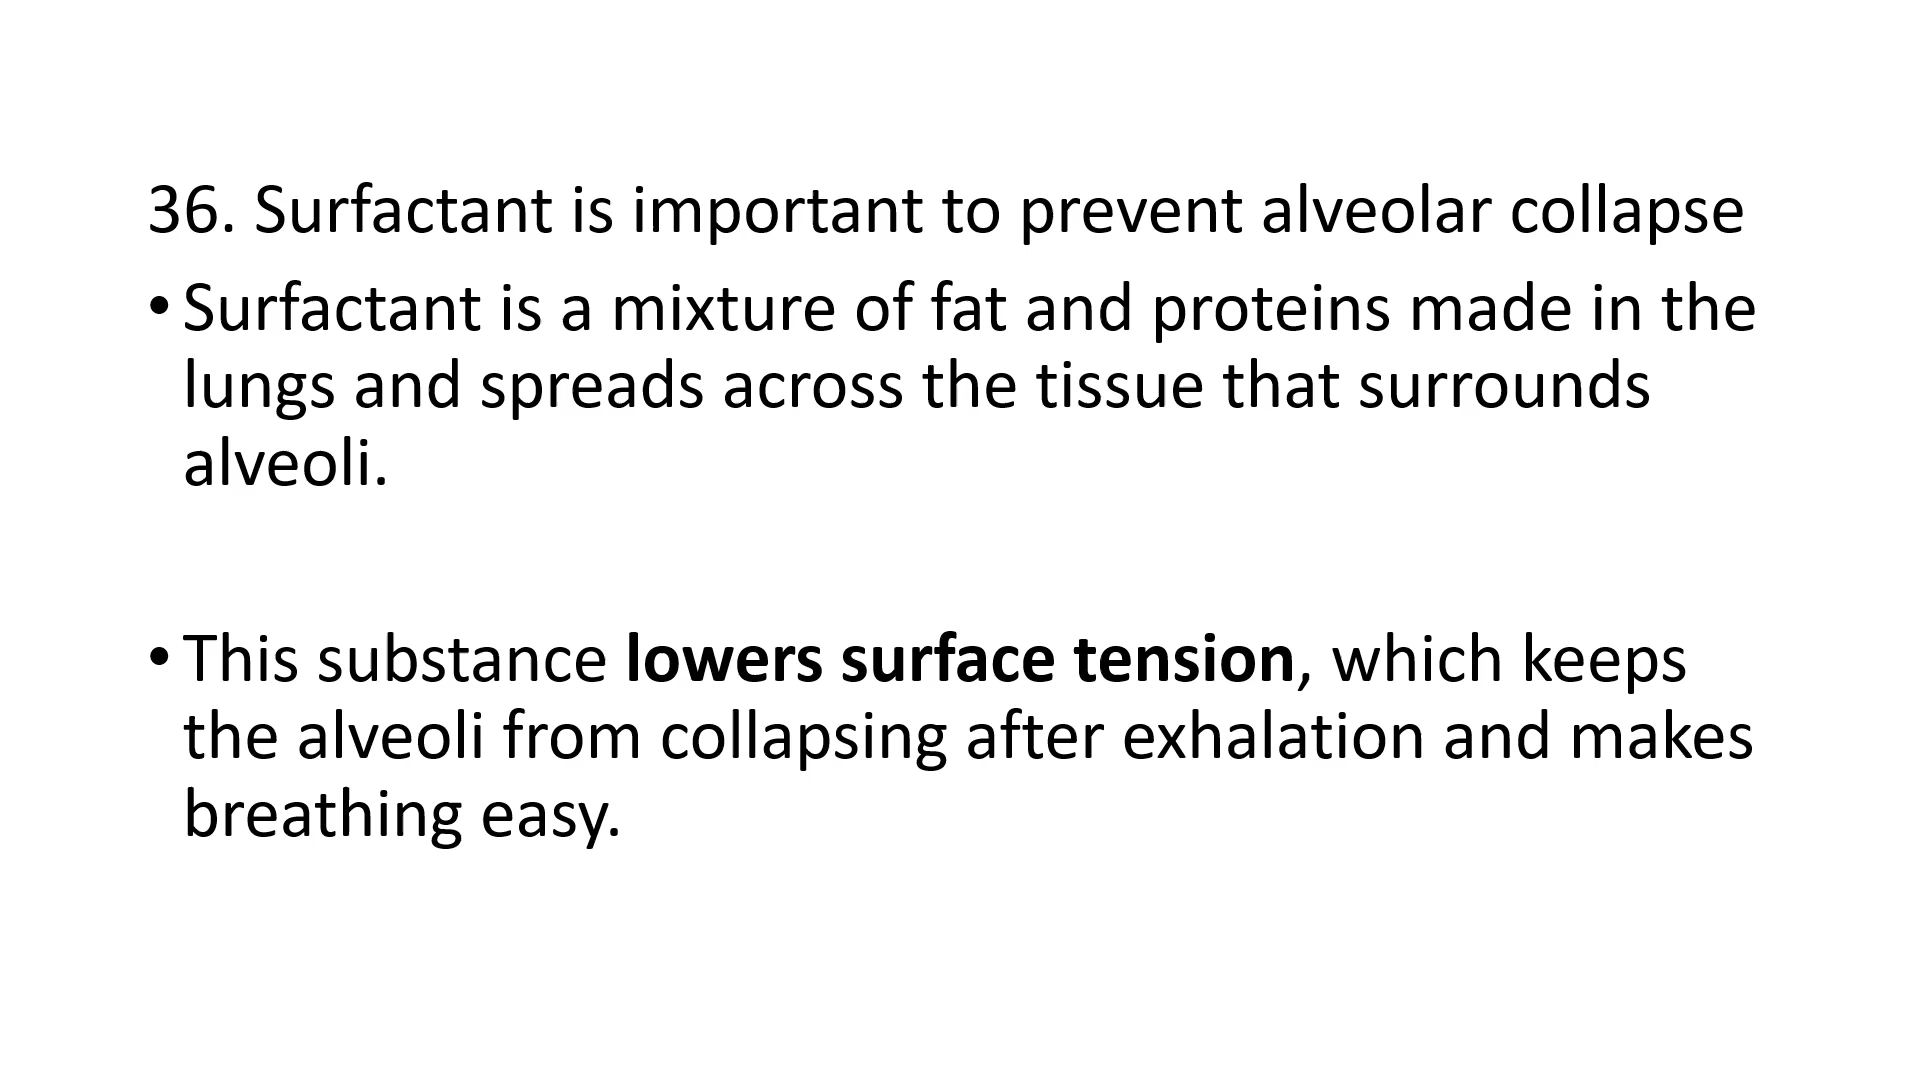 36. Surfactant is important to prevent alveolar collapse
• Surfactant is a mixture of fat and proteins made in the
lungs and spreads across the tissue that surrounds
alveoli.
• This substance lowers surface tension, which keeps
the alveoli from collapsing after exhalation and makes
breathing easy.